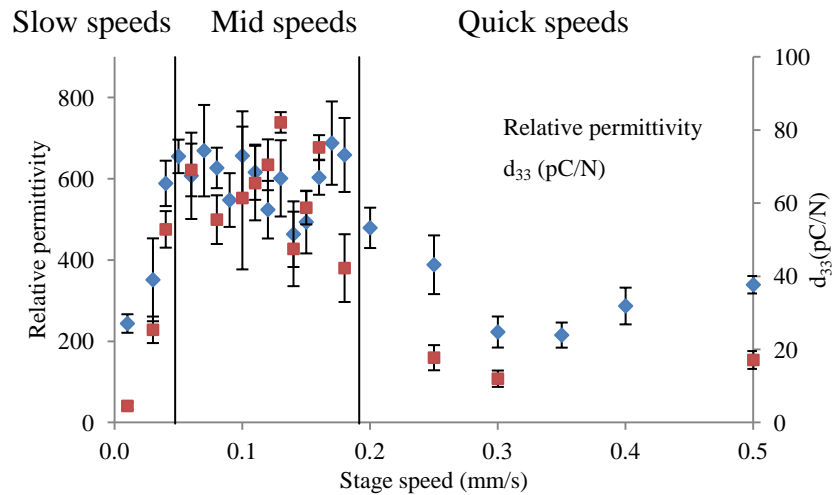 Slow speeds Mid speeds Quick speeds
800
600
400
200
0
Relative permittivity
100
80
60
40
20
0
d33(pC/N)
Relative permittivity
d33 (pC/N)
0.0 0.1 0.2 0.3 0.4 0.5
Stage speed (mm/s)